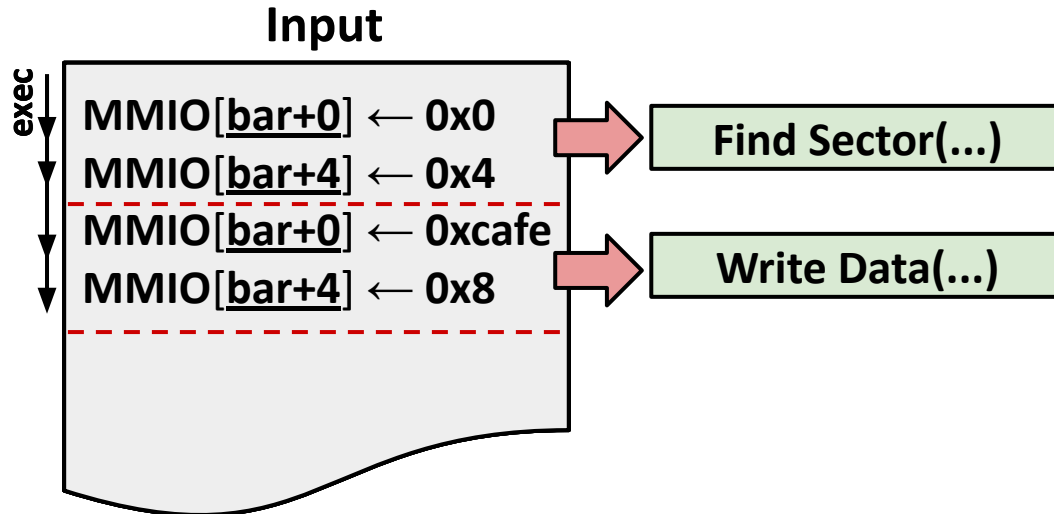 Input
exec
MMIO[bar+0] ← 0x0
MMIO[bar+4] ← 0x4
MMIO[bar+0] ← 0xcafe
MMIO[bar+4] ← 0x8
Find Sector(...)
Write Data(...)